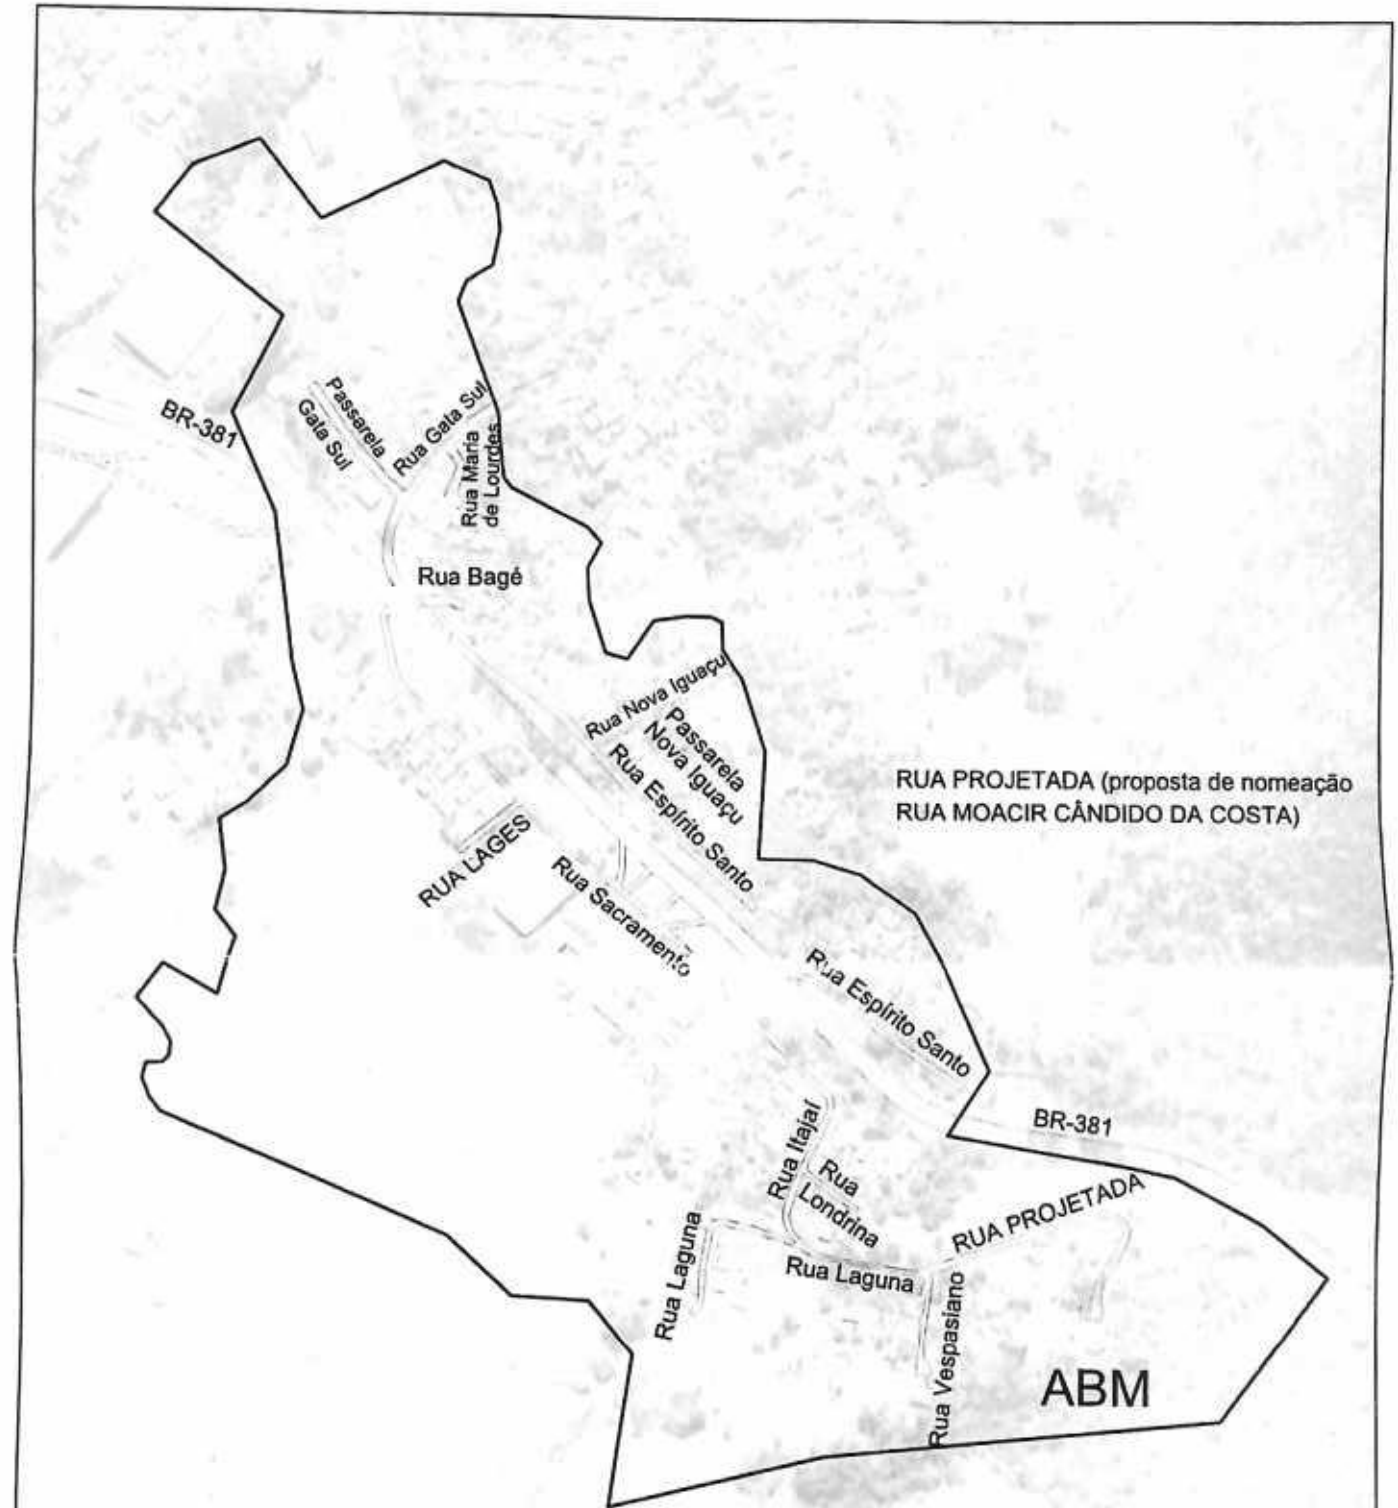 BR-381
Passarela
Gala Sul
Rua Gala Sul
Rua Maria
de Lourdes
Rua Bagé
Rua Nova Iguaçu
Passarela
Nova Iguaçu
Rua Espírito Santo
RUA PROJETADA (proposta de nomeação
RUA MOACIR CÂNDIDO DA COSTA)
RUA LAGES
Rua Sacramento
Rua Espírito Santo
BR-381
Rua Itajaí
Rua
Londrina
RUA PROJETADA
Rua Laguna
Rua Laguna
Rua Vespasiano
ABM